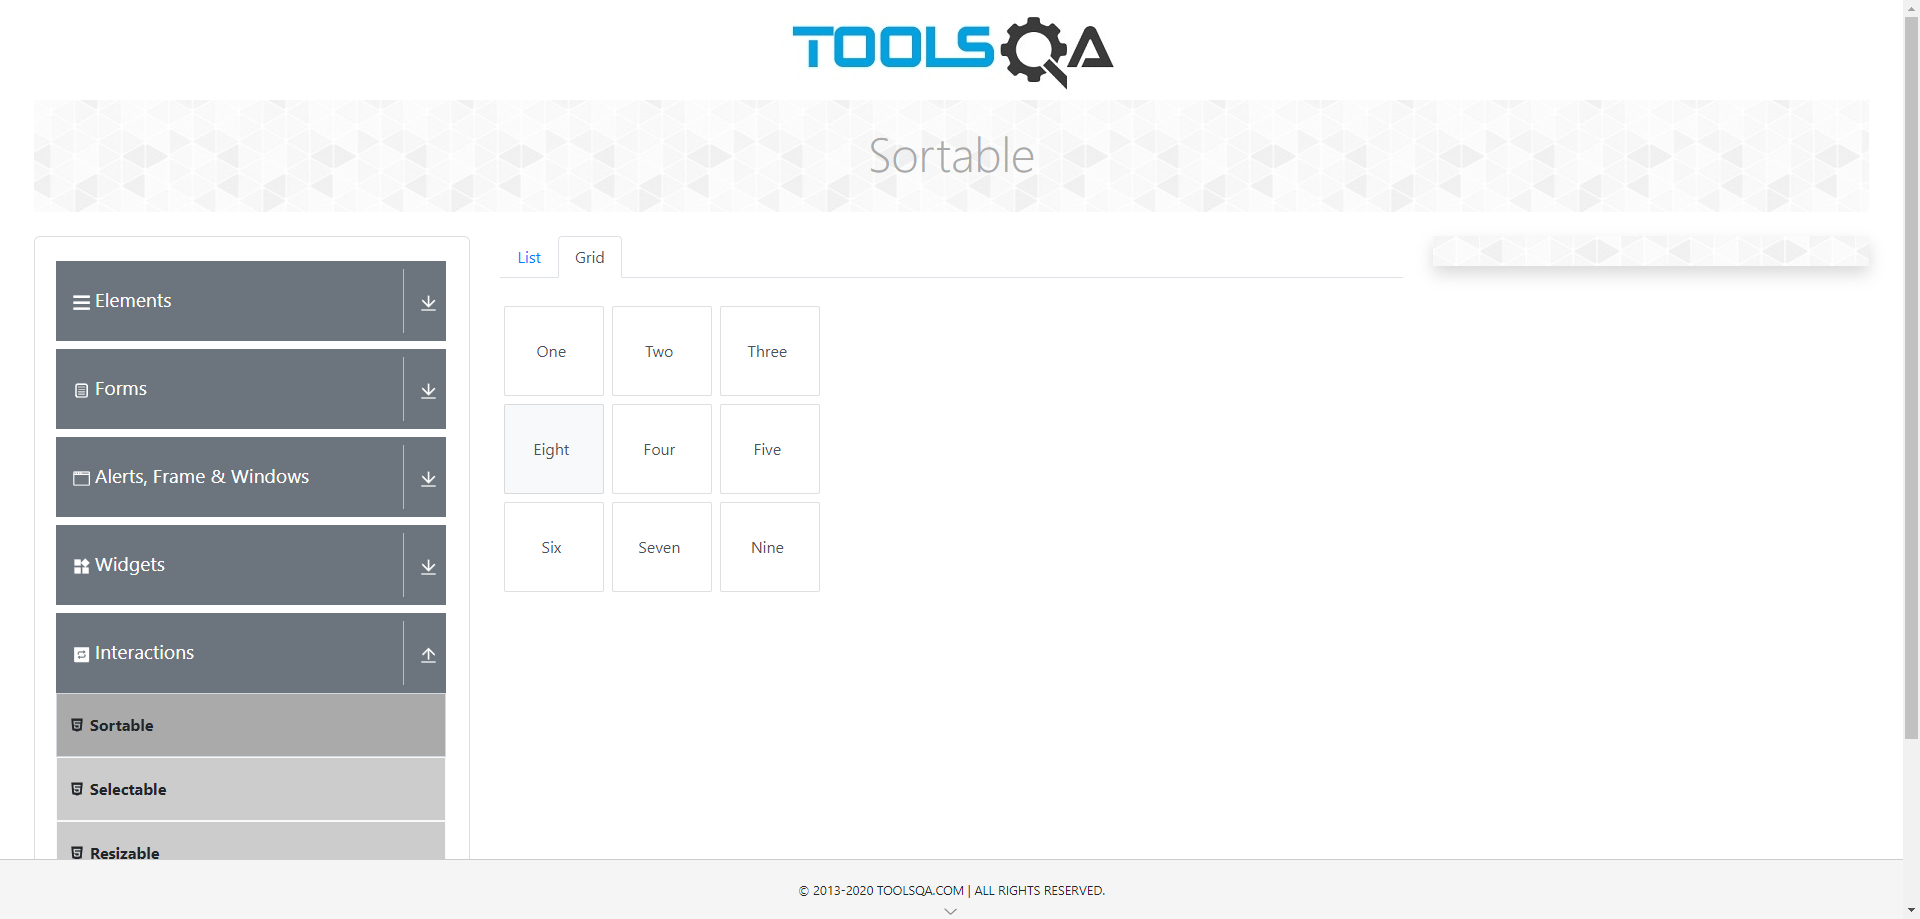 TOOLSQA
Sortable
Elements
Forms
Alerts, Frame & Windows
Widgets
Interactions
Sortable
Selectable
Resizable
List Grid
One Two Three
Eight Four Five
Six Seven Nine
© 2013-2020 TOOLSQA.COM | ALL RIGHTS RESERVED.